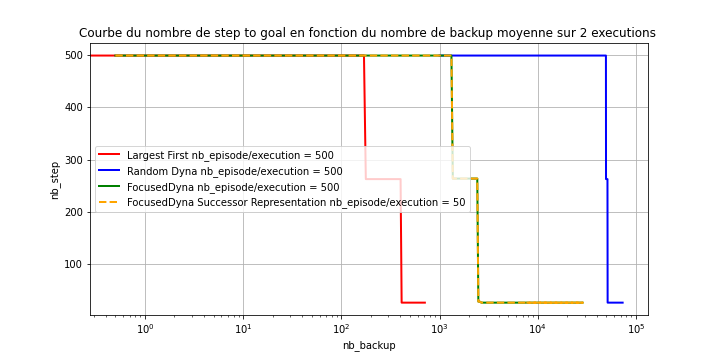 Courbe du nombre de step to goal en fonction du nombre de backup moyenne sur 2 executions
500
400
300
200
100
nb_step
Largest First nb_episode/execution = 500
Random Dyna nb_episode/execution = 500
FocusedDyna nb_episode/execution = 500
FocusedDyna Successor Representation nb_episode/execution = 50
10⁰ 10¹ 10² 10³ 10⁴ 10⁵
nb_backup